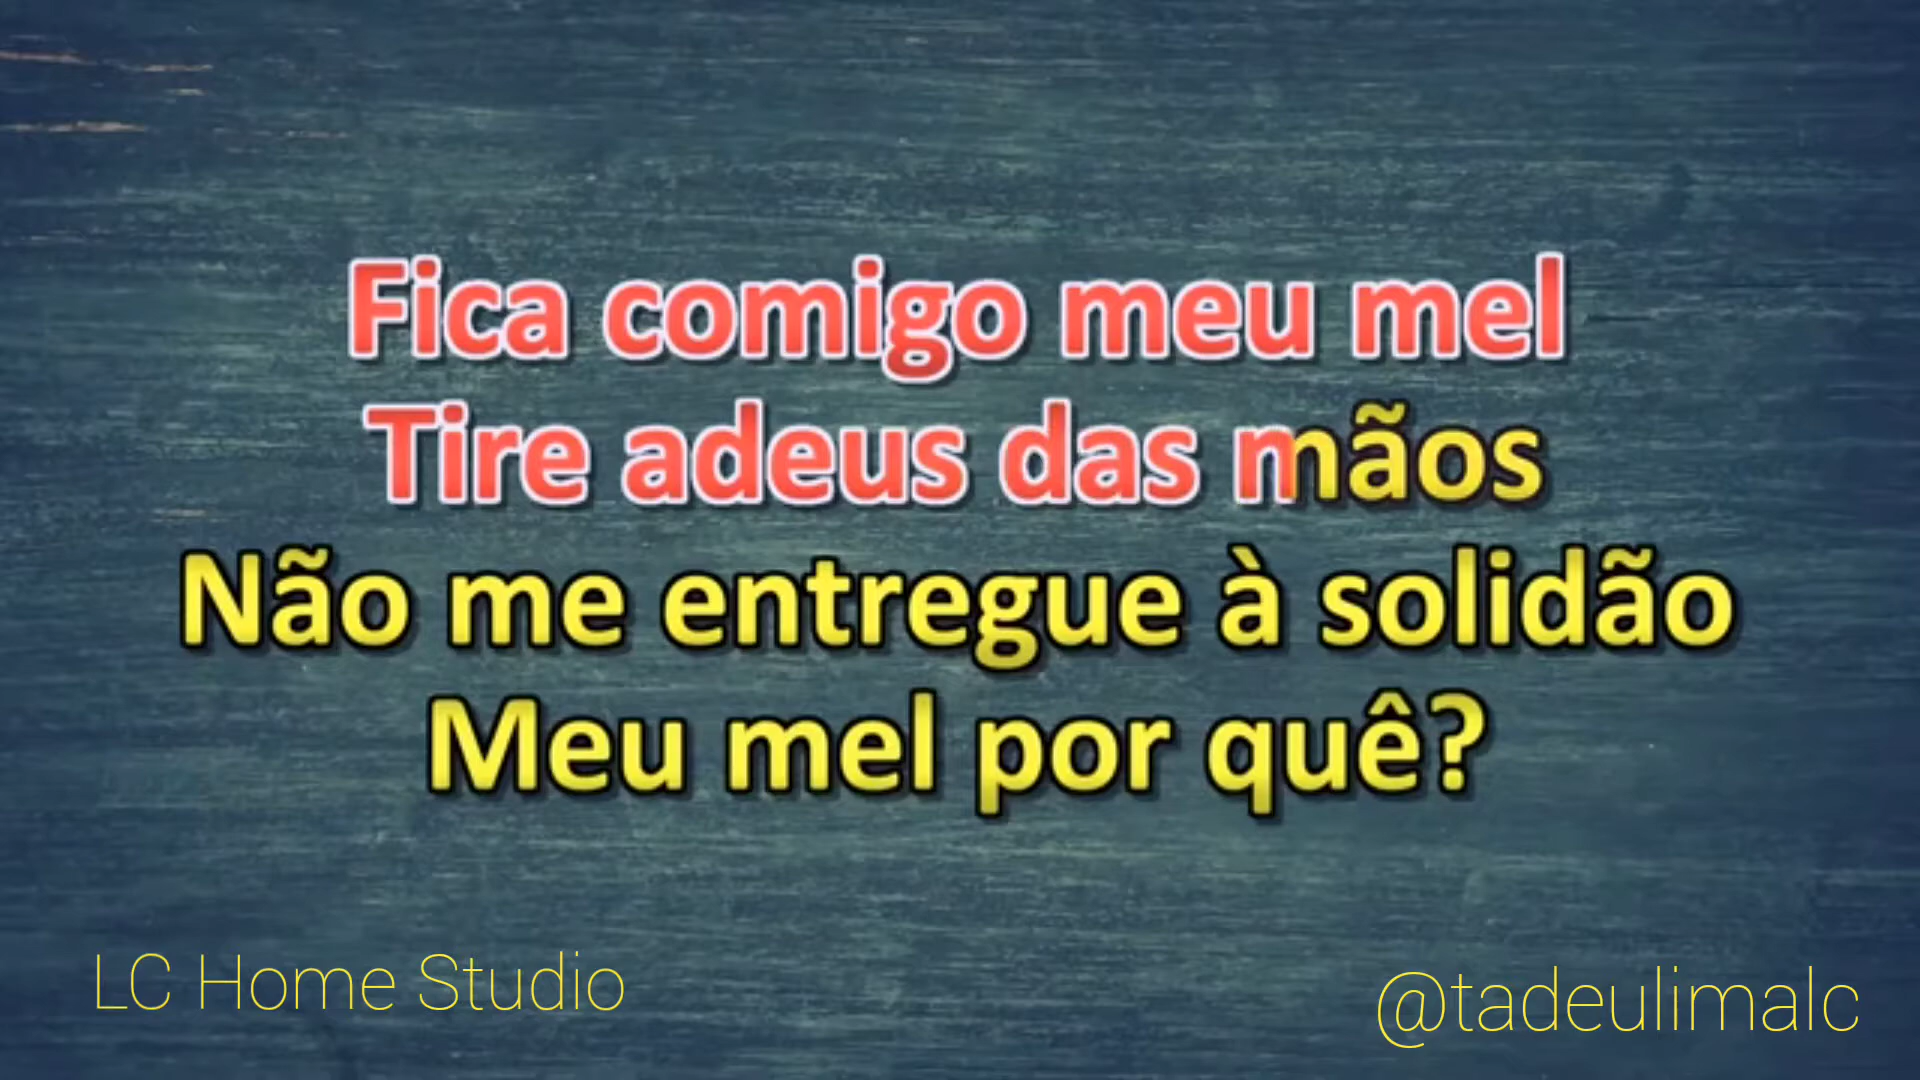 Fica comigo meu mel
Tire adeus das mãos
Não me entregue à solidão
Meu mel por quê?
LC Home Studio
@tadeulimalc